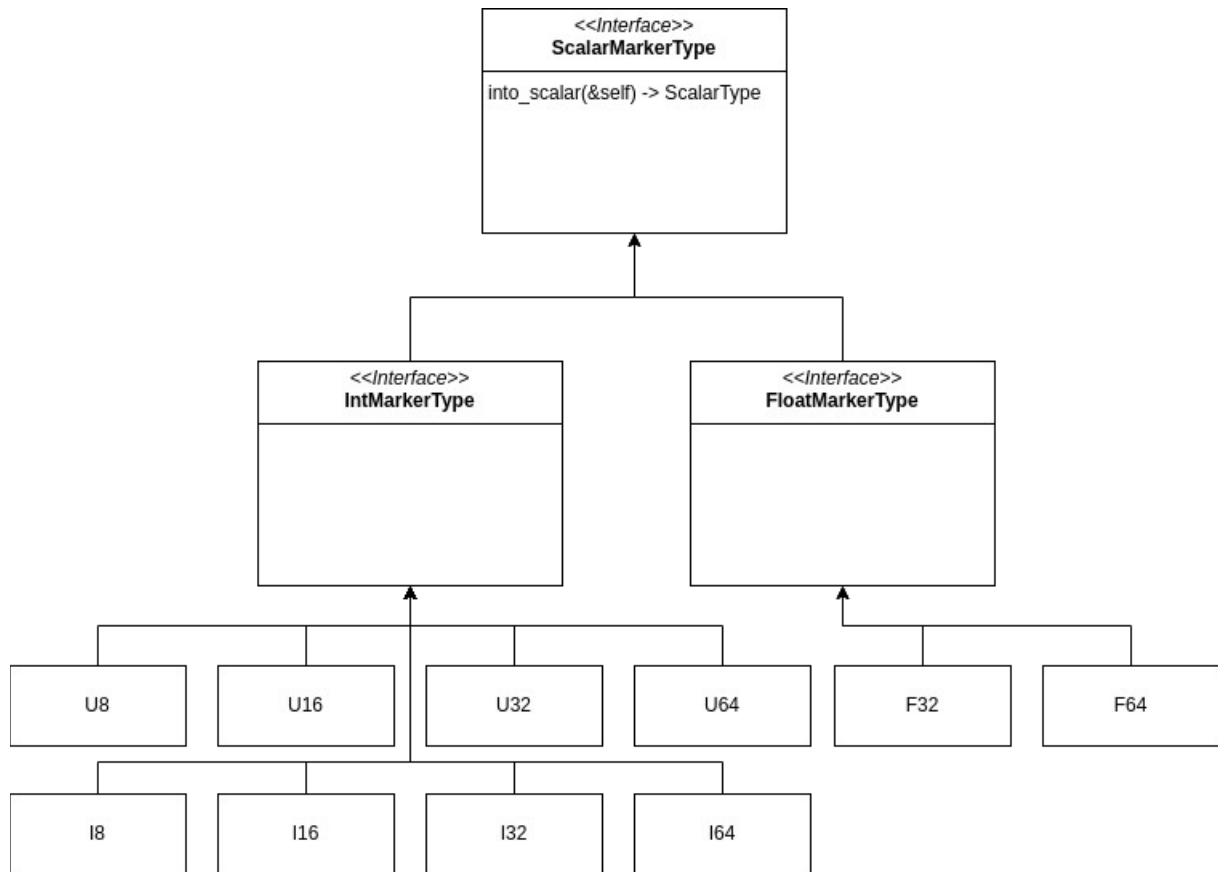 <<Interface>>
ScalarMarkerType
into_scalar(&self) -> ScalarType
<<Interface>>
IntMarkerType
<<Interface>>
FloatMarkerType
U8
U16
U32
U64
F32
F64
I8
I16
I32
I64